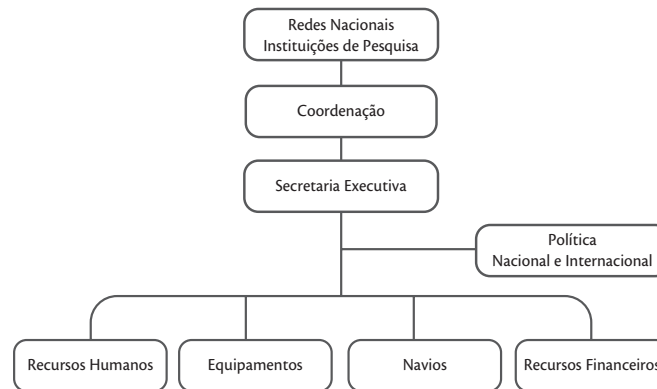 Redes Nacionais
Instituições de Pesquisa
Coordenação
Secretaria Executiva
Política
Nacional e Internacional
Recursos Humanos
Equipamentos
Navios
Recursos Financeiros